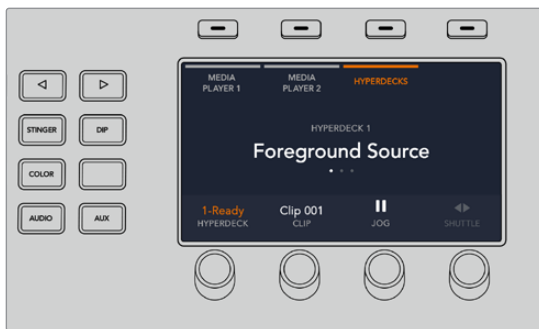 MEDIA
PLAYER 1
MEDIA
PLAYER 2
HYPERDECKS
STINGER
DIP
COLOR
AUDIO
AUX
HYPERDECK 1
Foreground Source
1-Ready
HYPERDECK
Clip 001
CLIP
JOG
SHUTTLE